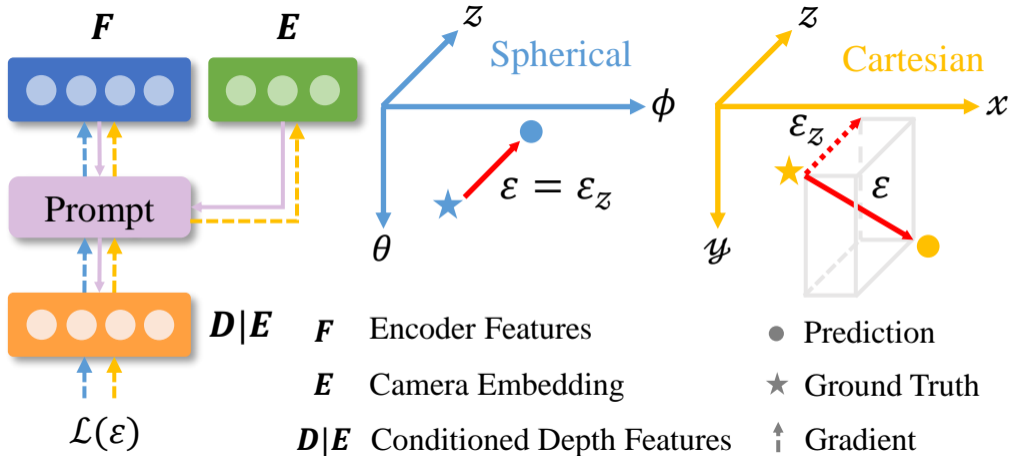 F E
z
Spherical
ϕ
θ
ε = ε_z
z
Cartesian
x
y
ε_z
ε
Prompt
D|E
ℒ(ε)
F Encoder Features
E Camera Embedding
D|E Conditioned Depth Features
Prediction
Ground Truth
Gradient